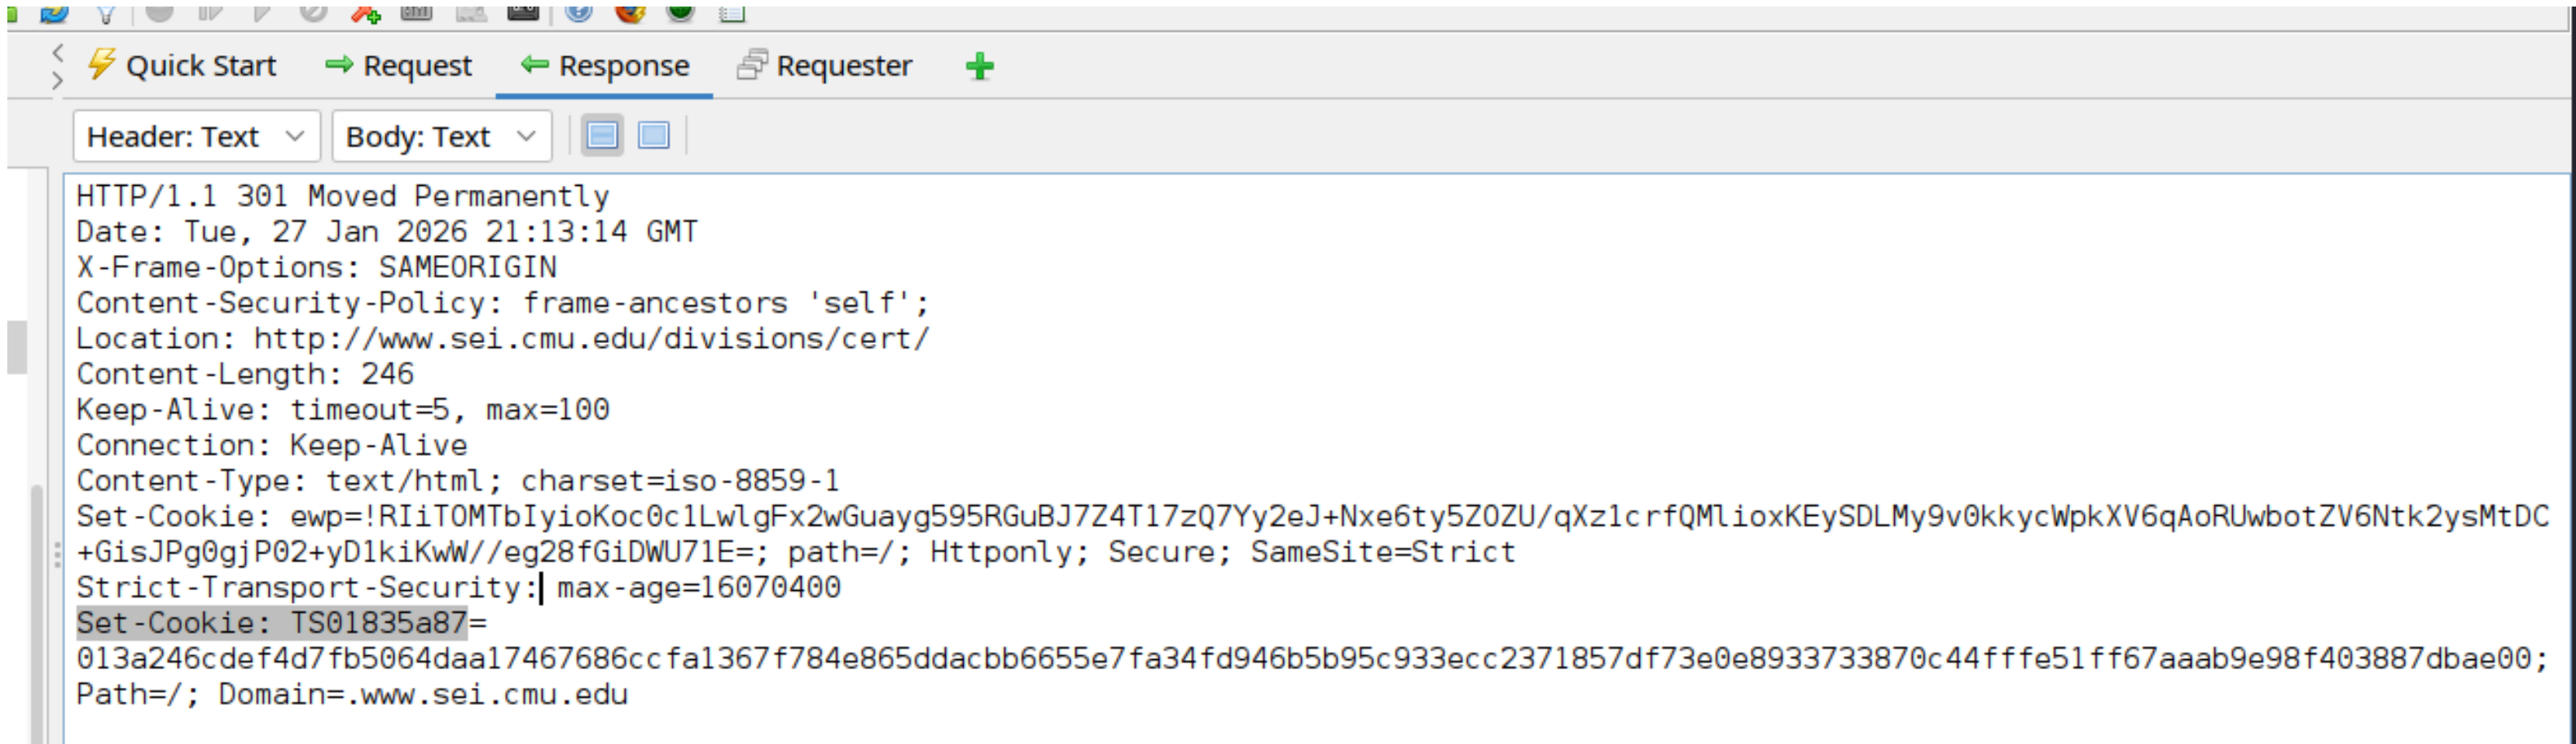 Quick Start Request Response Requester
Header: Text Body: Text
HTTP/1.1 301 Moved Permanently
Date: Tue, 27 Jan 2026 21:13:14 GMT
X-Frame-Options: SAMEORIGIN
Content-Security-Policy: frame-ancestors 'self';
Location: http://www.sei.cmu.edu/divisions/cert/
Content-Length: 246
Keep-Alive: timeout=5, max=100
Connection: Keep-Alive
Content-Type: text/html; charset=iso-8859-1
Set-Cookie: ewp=!RIiTOMTbIyioKoc0c1LwlgFx2wGuayg595RGuBJ7Z4T17zQ7Yy2eJ+Nxe6ty5ZOZU/qXz1crfQMlioxKEySDLMy9v0kkycWpkXV6qAoRUwbotZV6Ntk2ysMtDC
+GisJPg0gjP02+yD1kiKwW//eg28fGiDWU71E=; path=/; Httponly; Secure; SameSite=Strict
Strict-Transport-Security: max-age=16070400
Set-Cookie: TS01835a87=
013a246cdef4d7fb5064daa17467686ccfa1367f784e865ddacbb6655e7fa34fd946b5b95c933ecc2371857df73e0e8933733870c44fffe51ff67aaab9e98f403887dbae00;
Path=/; Domain=.www.sei.cmu.edu